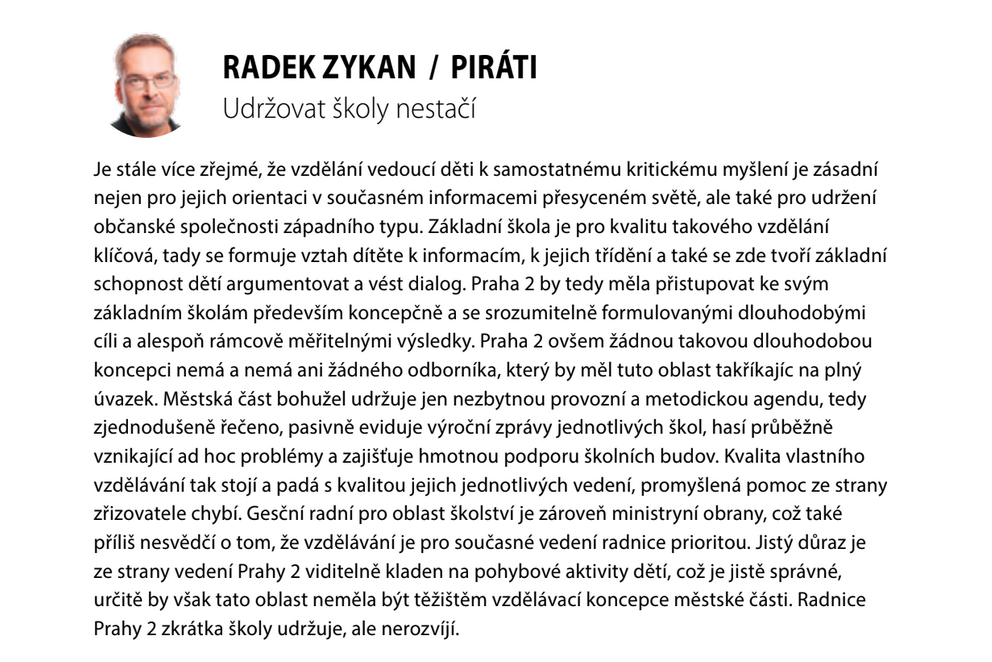 RADEK ZYKAN / PIRÁTI
Udržovat školy nestačí
Je stále více zřejmé, že vzdělání vedoucí děti k samostatnému kritickému myšlení je zásadní
nejen pro jejich orientaci v současném informacemi přesyceném světě, ale také pro udržení
občanské společnosti západního typu. Základní škola je pro kvalitu takového vzdělání
klíčová, tady se formuje vztah dítěte k informacím, k jejich třídění a také se zde tvoří základní
schopnost dětí argumentovat a vést dialog. Praha 2 by tedy měla přistupovat ke svým
základním školám především koncepčně a se srozumitelně formulovanými dlouhodobými
cíli a alespoň rámcově měřitelnými výsledky. Praha 2 ovšem žádnou takovou dlouhodobou
koncepci nemá a nemá ani žádného odborníka, který by měl tuto oblast takříkajíc na plný
úvazek. Městská část bohužel udržuje jen nezbytnou provozní a metodickou agendu, tedy
zjednodušeně řečeno, pasivně eviduje výroční zprávy jednotlivých škol, hasí průběžně
vznikající ad hoc problémy a zajišťuje hmotnou podporu školních budov. Kvalita vlastního
vzdělávání tak stojí a padá s kvalitou jejich jednotlivých vedení, promyšlená pomoc ze strany
zřizovatele chybí. Gesční radní pro oblast školství je zároveň ministryní obrany, což také
příliš nesvědčí o tom, že vzdělávání je pro současné vedení radnice prioritou. Jistý důraz je
ze strany vedení Prahy 2 viditelně kladen na pohybové aktivity dětí, což je jistě správné,
určitě by však tato oblast neměla být těžištěm vzdělávací koncepce městské části. Radnice
Prahy 2 zkrátka školy udržuje, ale nerozvíjí.